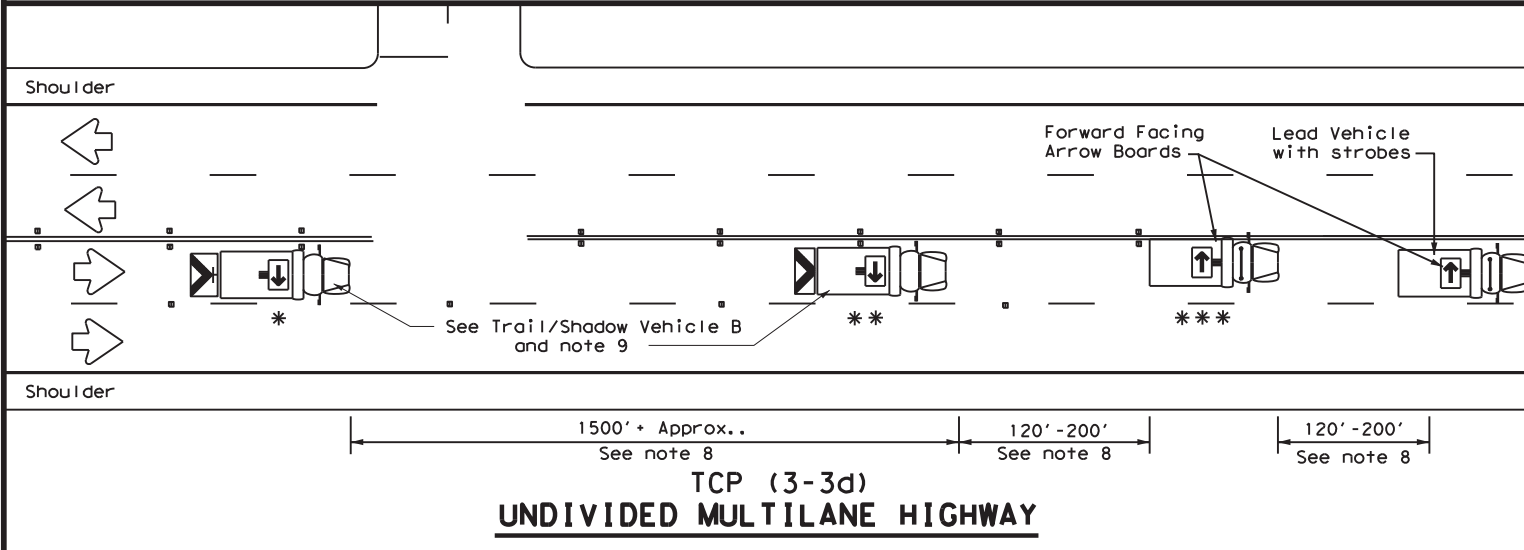 Shoulder
Forward Facing
Arrow Boards
Lead Vehicle
with strobes
*
* *
* * *
See Trail/Shadow Vehicle B
and note 9
Shoulder
1500'+ Approx..
See note 8
120'-200'
See note 8
120'-200'
See note 8
TCP (3-3d)
UNDIVIDED MULTILANE HIGHWAY